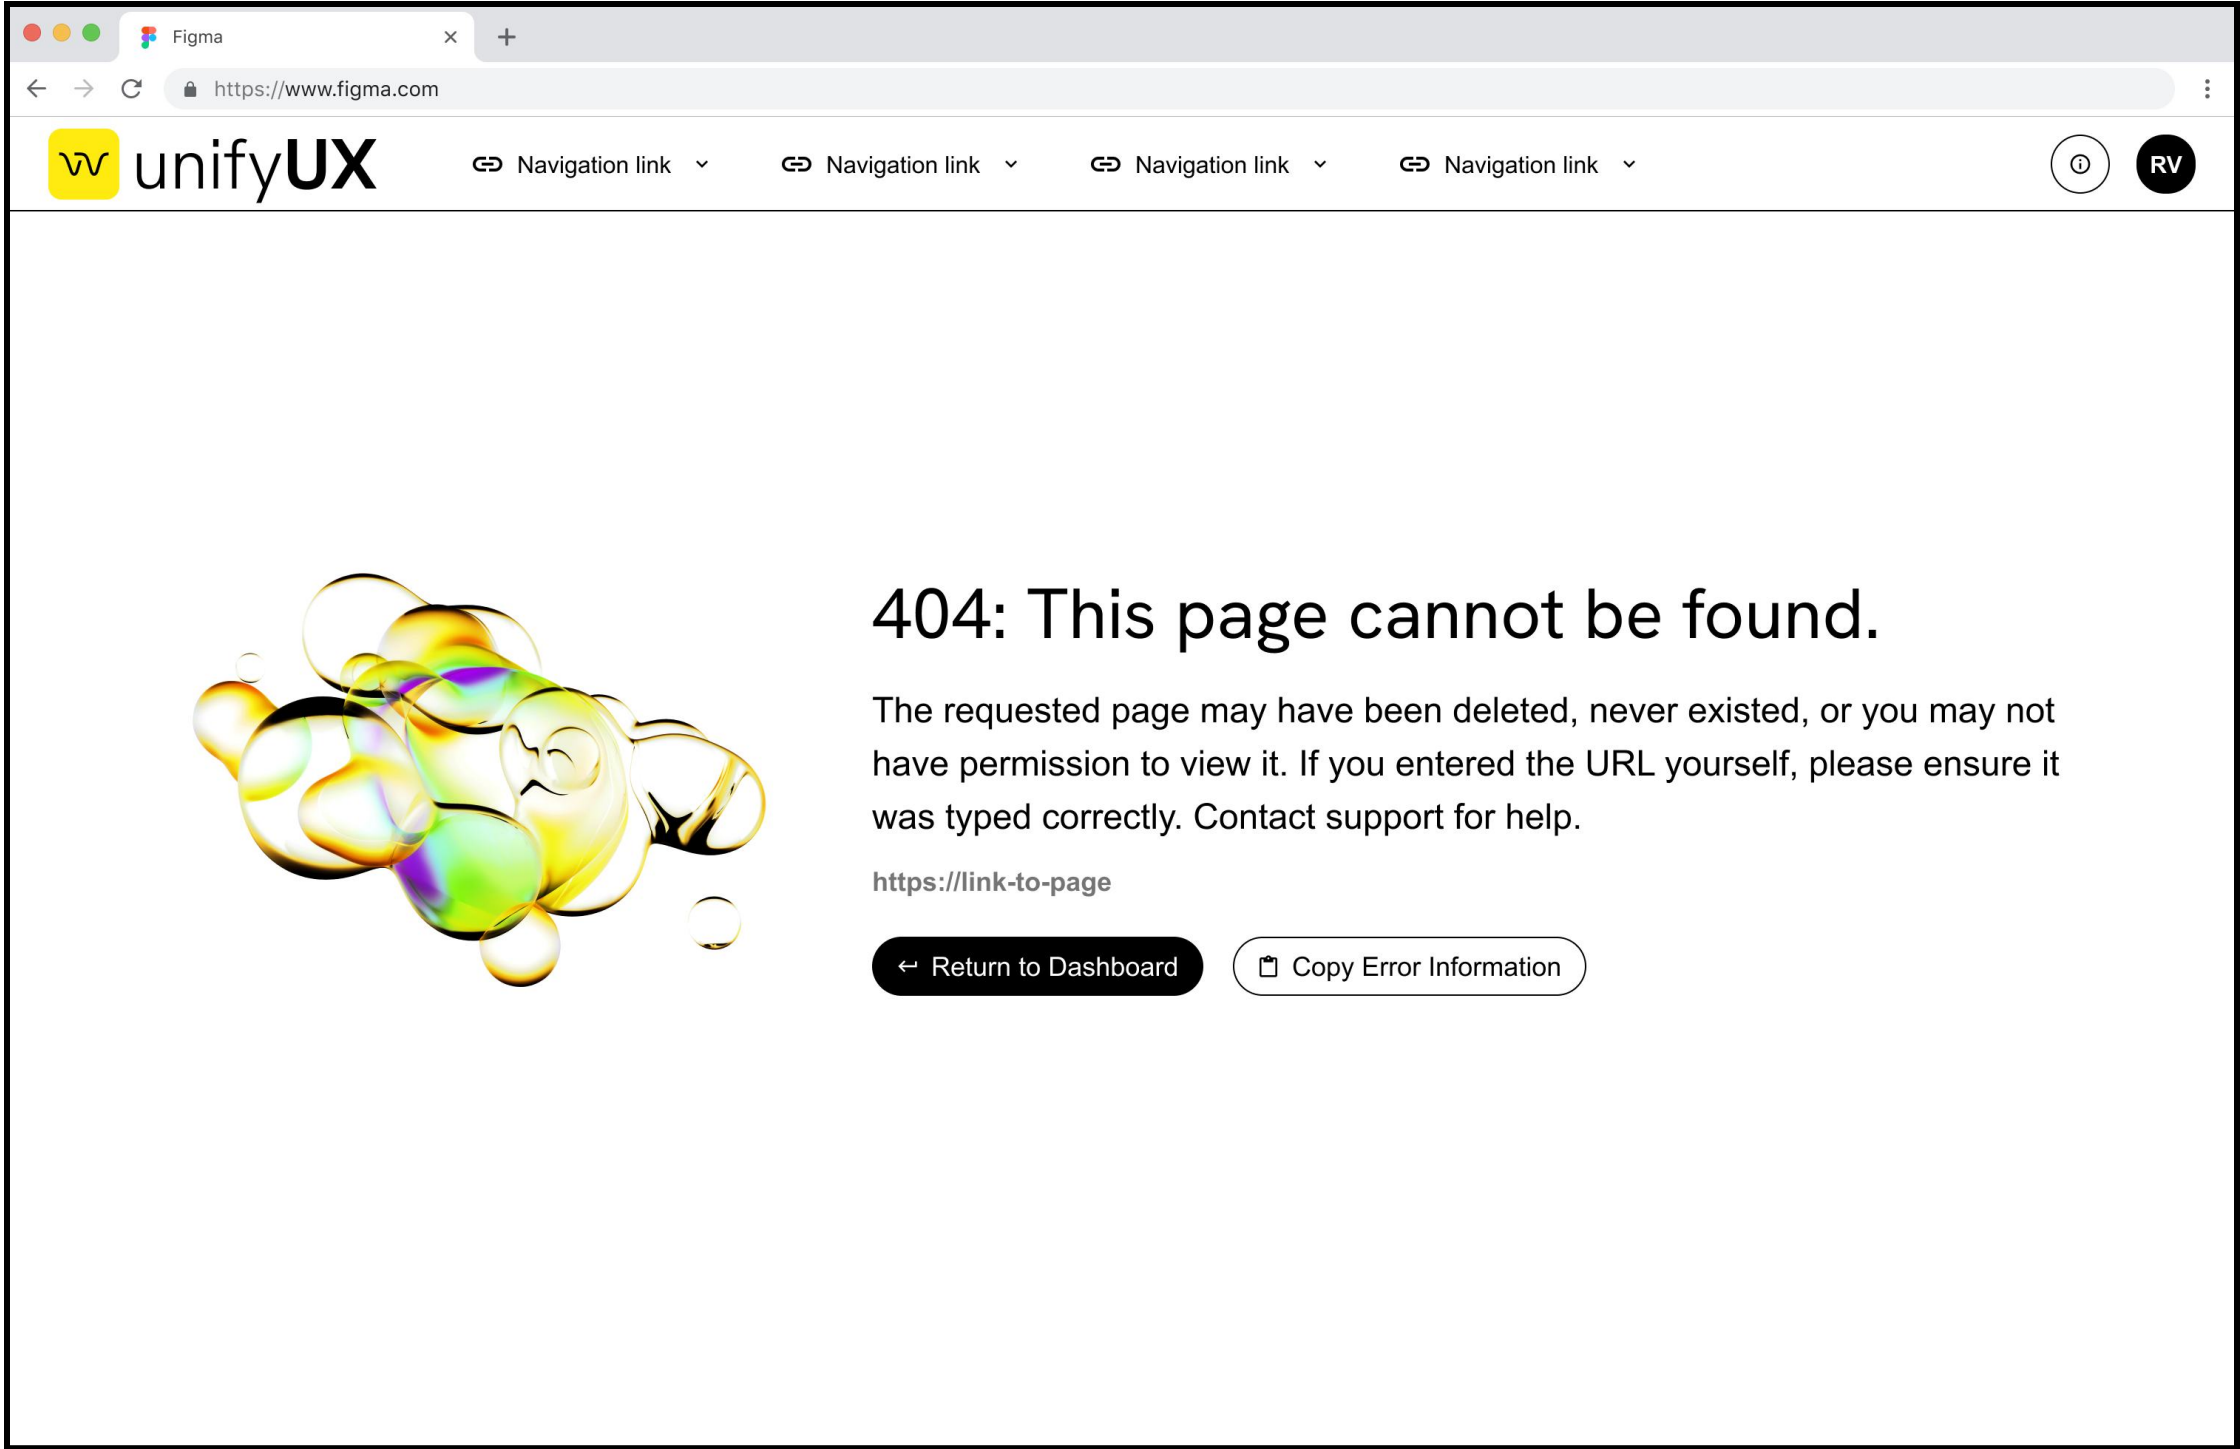 Figma
https://www.figma.com
unifyUX
Navigation link
Navigation link
Navigation link
Navigation link
RV
404: This page cannot be found.
The requested page may have been deleted, never existed, or you may not
have permission to view it. If you entered the URL yourself, please ensure it
was typed correctly. Contact support for help.
https://link-to-page
Return to Dashboard
Copy Error Information